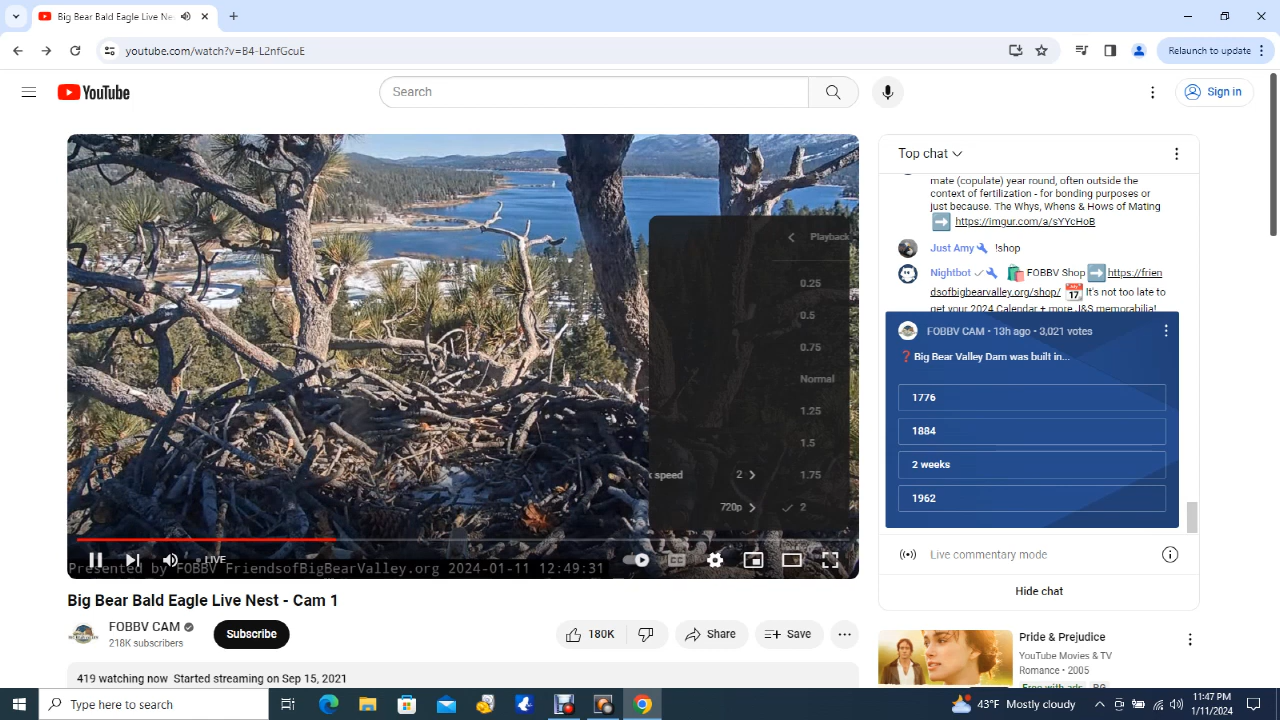 Big Bear Bald Eagle Live Ne
youtube.com/watch?v=B4-L2nfGcuE
Relaunch to update
YouTube
Search
Sign in
Playback
0.25
0.5
0.75
Normal
1.25
1.5
1.75
speed 2
720p
2
LIVE
CC
Presented by FOBBV FriendsofBigBearValley.org 2024-01-11 12:49:31
Big Bear Bald Eagle Live Nest - Cam 1
FOBBV CAM
218K subscribers
Subscribe
180K
Share
Save
419 watching now Started streaming on Sep 15, 2021
Top chat
mate (copulate) year round, often outside the
context of fertilization - for bonding purposes or
just because. The Whys, Whens & Hows of Mating
https://imgur.com/a/sYYcHoB
Just Amy !shop
Nightbot FOBBV Shop https://frien
dsofbigbearvalley.org/shop/ It's not too late to
get your 2024 Calendar + more J&S memorabilia!
FOBBV CAM • 13h ago • 3,021 votes
❓Big Bear Valley Dam was built in...
1776
1884
2 weeks
1962
Live commentary mode
Hide chat
Pride & Prejudice
YouTube Movies & TV
Romance • 2005
Free with ads PG
Type here to search
43°F Mostly cloudy
11:47 PM
1/11/2024